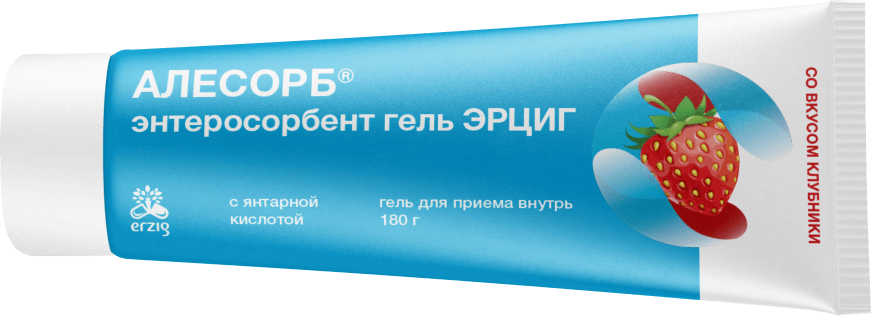 АЛЕСОРБ®
энтеросорбент гель ЭРЦИГ
с янтарной
кислотой
гель для приема внутрь
180 г
erzig
СО ВКУСОМ КЛУБНИКИ